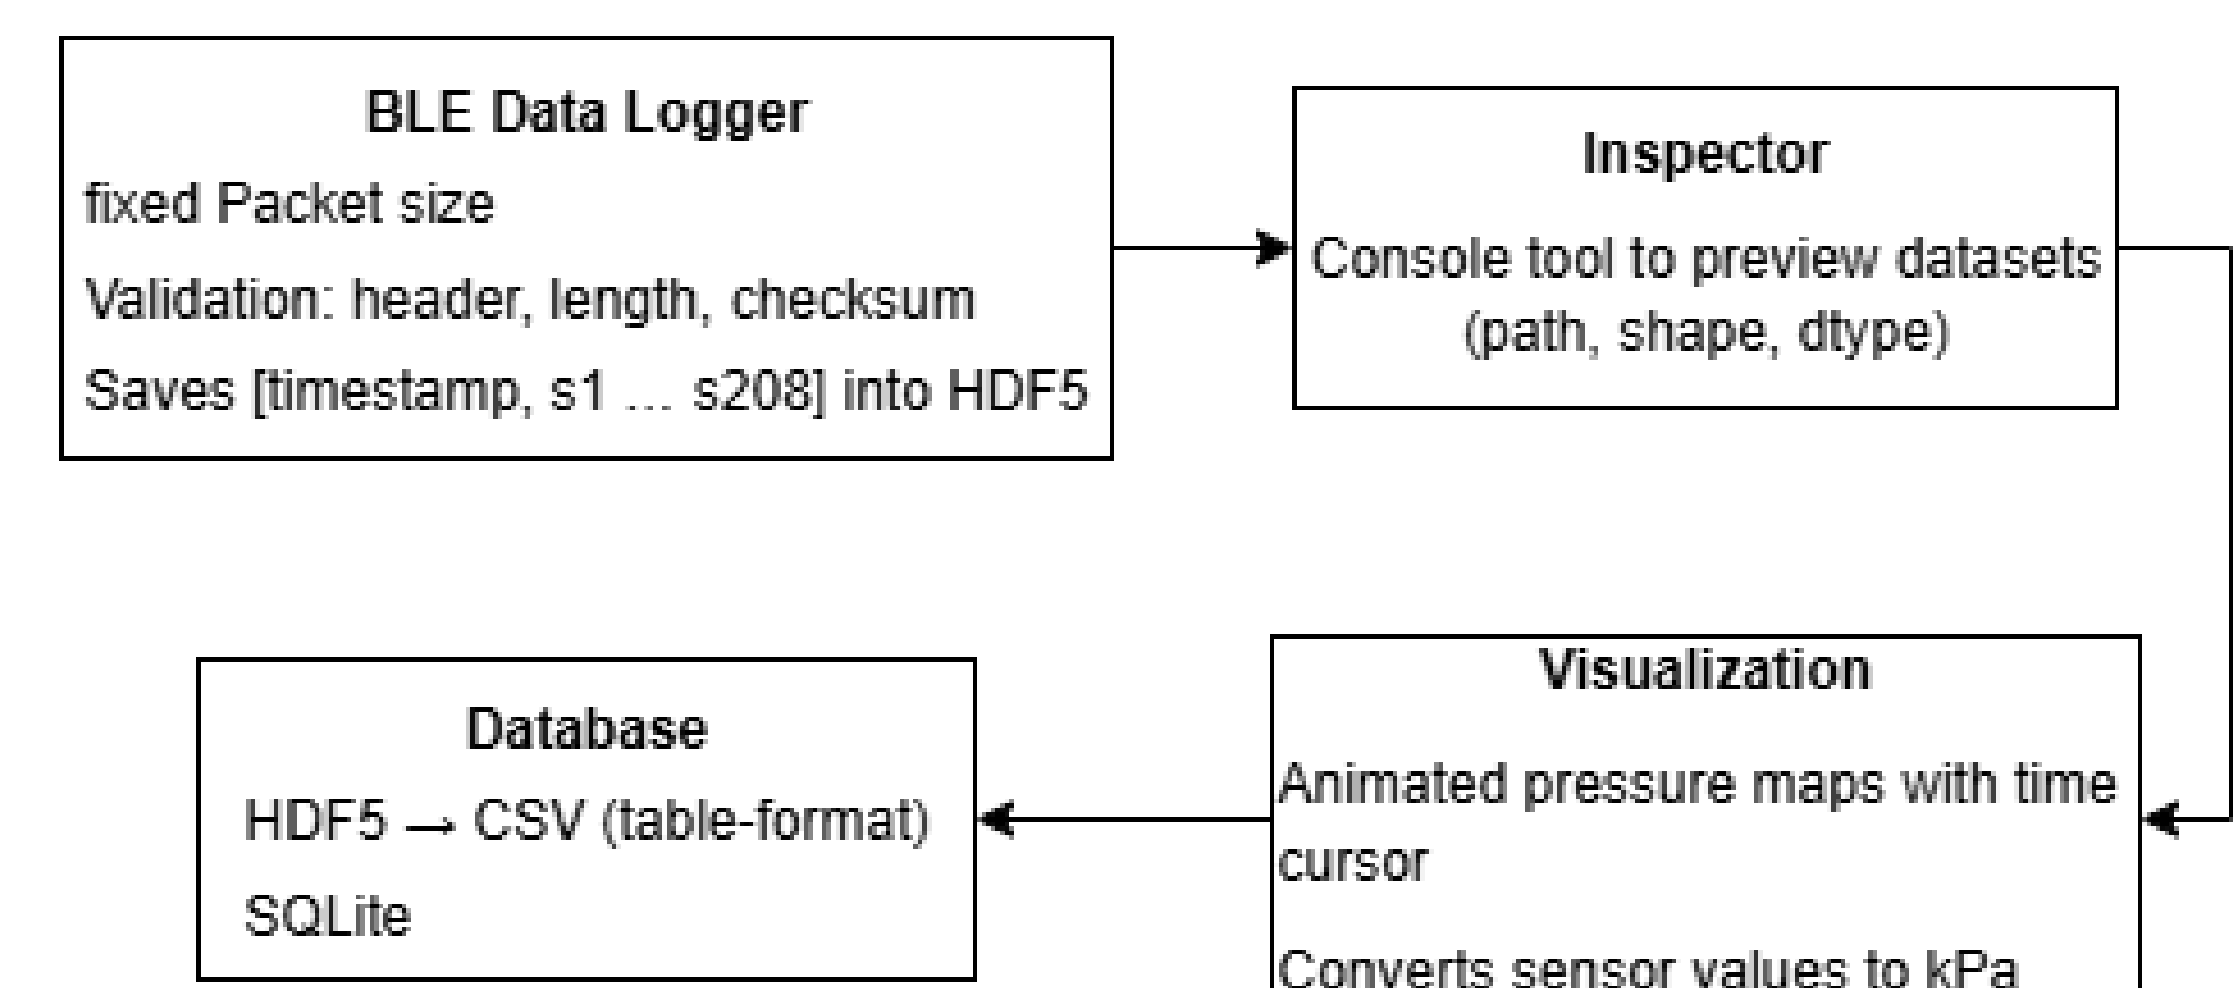 BLE Data Logger
fixed Packet size
Validation: header, length, checksum
Saves [timestamp, s1 ... s208] into HDF5
Inspector
Console tool to preview datasets
(path, shape, dtype)
Visualization
Animated pressure maps with time
cursor
Converts sensor values to kPa
Database
HDF5 → CSV (table-format)
SQLite